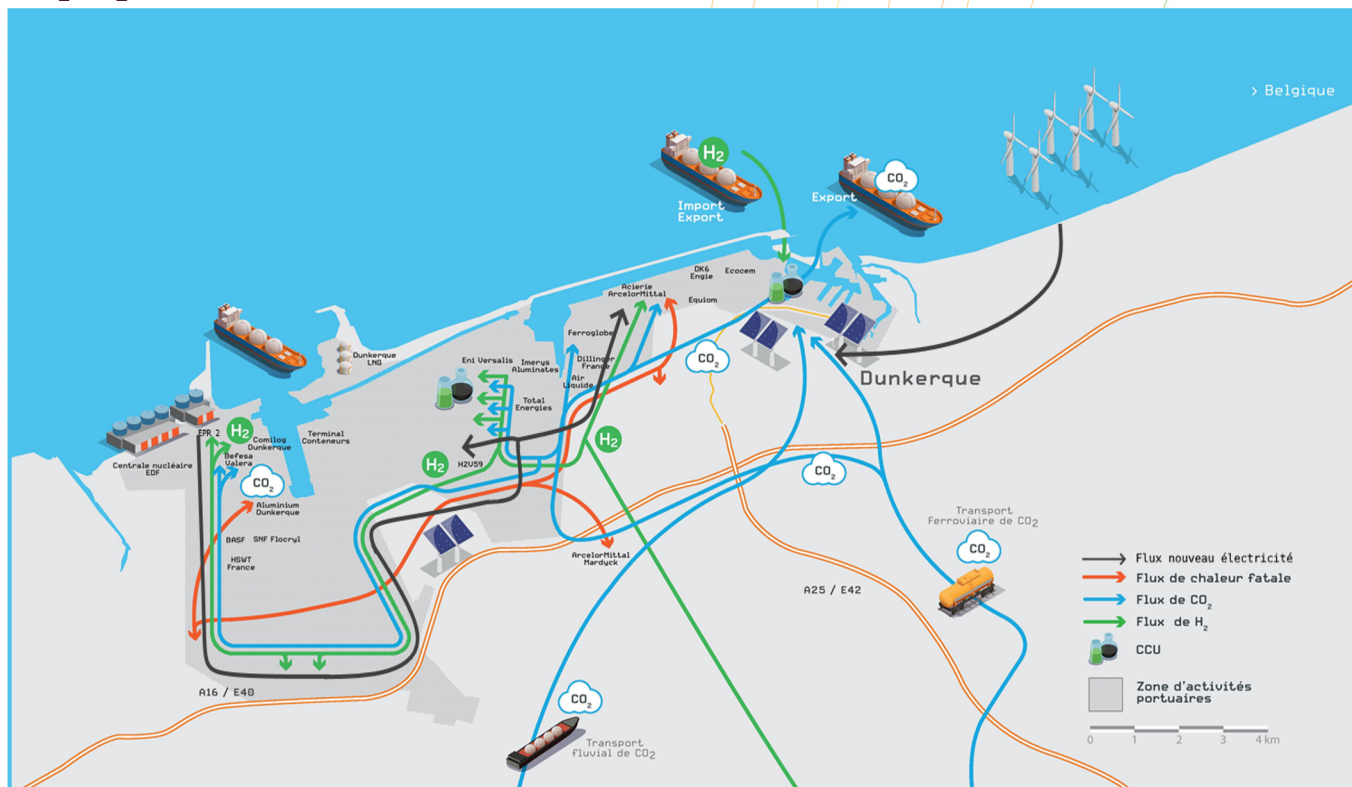 > Belgique
H2
Import
Export
Export
CO2
DK6
Engie
Ecocem
Acierie
ArcelorMittal
Equiom
Ferroglobe
Dunkerque
LNG
Eni Versalis
Imerys
Aluminates
Dillinger
France
Air
Liquide
CO2
Dunkerque
Total
Energies
EPR 2
H2
Comilog
Dunkerque
Terminal
Conteneurs
H2
Befesa
Valera
Centrale nucléaire
EDF
H2V59
H2
CO2
CO2
Aluminium
Dunkerque
Transport
Ferroviaire de CO2
CO2
BASF
SNF Flocryl
HSWT
France
ArcelorMittal
Mardyck
A25 / E42
Flux nouveau électricité
Flux de chaleur fatale
Flux de CO2
Flux de H2
CCU
Zone d'activités
portuaires
0 1 2 3 4 km
A16 / E40
CO2
Transport
fluvial de CO2